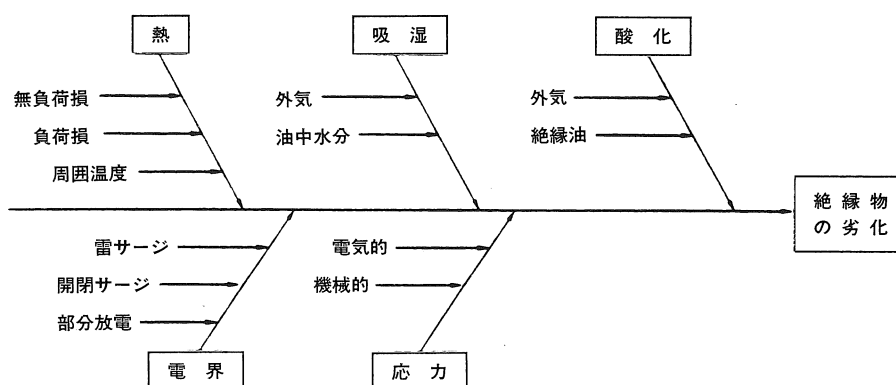 熱
吸湿
酸化
無負荷損
負荷損
周囲温度
外気
油中水分
外気
絶縁油
絶縁物
の劣化
雷サージ
開閉サージ
部分放電
電気的
機械的
電界
応力